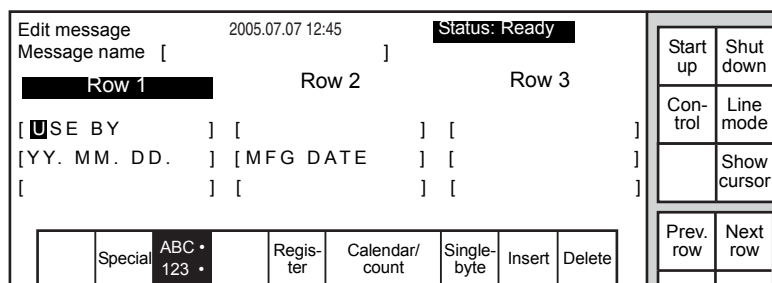 Edit message 2005.07.07 12:45 Status: Ready
Message name [ ]
Row 1 Row 2 Row 3
[ USE BY ] [ ] [ ]
[YY. MM. DD. ] [MFG DATE ] [ ]
[ ] [ ] [ ]
Special ABC • 123 • Regis-ter Calendar/count Single-byte Insert Delete
Start up Shut down
Con-trol Line mode
Show cursor
Prev. row Next row